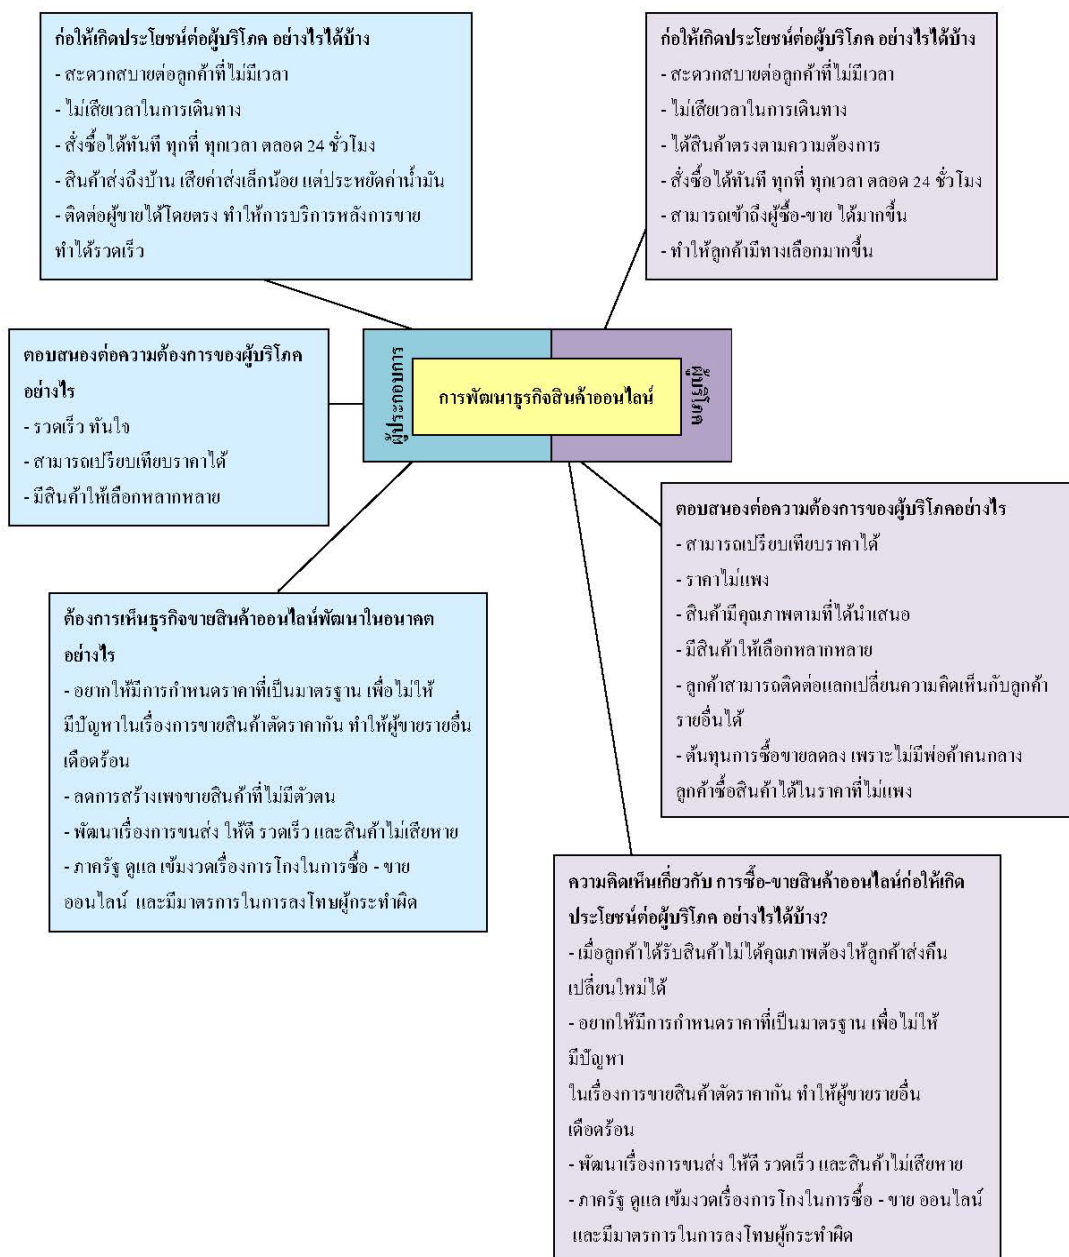 ก่อให้เกิดประโยชน์ต่อผู้บริโภค อย่างไรได้บ้าง
- สะดวกสบายต่อลูกค้าที่ไม่มีเวลา
- ไม่เสียเวลาในการเดินทาง
- สั่งซื้อได้ทันที ทุกที่ ทุกเวลา ตลอด 24 ชั่วโมง
- สินค้าส่งถึงบ้าน เสียค่าส่งเล็กน้อย แต่ประหยัดค่าน้ำมัน
- ติดต่อผู้ขายได้โดยตรง ทำให้การบริการหลังการขาย
ทำได้รวดเร็ว
ก่อให้เกิดประโยชน์ต่อผู้บริโภค อย่างไรได้บ้าง
- สะดวกสบายต่อลูกค้าที่ไม่มีเวลา
- ไม่เสียเวลาในการเดินทาง
- ได้สินค้าตรงตามความต้องการ
- สั่งซื้อได้ทันที ทุกที่ ทุกเวลา ตลอด 24 ชั่วโมง
- สามารถเข้าถึงผู้ซื้อ-ขาย ได้มากขึ้น
- ทำให้ลูกค้ามีทางเลือกมากขึ้น
ตอบสนองต่อความต้องการของผู้บริโภค
อย่างไร
- รวดเร็ว ทันใจ
- สามารถเปรียบเทียบราคาได้
- มีสินค้าให้เลือกหลากหลาย
ผู้ประกอบการ
การพัฒนาธุรกิจสินค้าออนไลน์
ผู้บริโภค
ตอบสนองต่อความต้องการของผู้บริโภคอย่างไร
- สามารถเปรียบเทียบราคาได้
- ราคาไม่แพง
- สินค้ามีคุณภาพตามที่ได้นำเสนอ
- มีสินค้าให้เลือกหลากหลาย
- ลูกค้าสามารถติดต่อแลกเปลี่ยนความคิดเห็นกับลูกค้า
รายอื่นได้
- ต้นทุนการซื้อขายลดลง เพราะไม่มีพ่อค้าคนกลาง
ลูกค้าซื้อสินค้าได้ในราคาที่ไม่แพง
ต้องการเห็นธุรกิจขายสินค้าออนไลน์พัฒนาในอนาคต
อย่างไร
- อยากให้มีการกำหนดราคาที่เป็นมาตรฐาน เพื่อไม่ให้
มีปัญหาในเรื่องการขายสินค้าตัดราคากัน ทำให้ผู้ขายรายอื่น
เดือดร้อน
- ลดการสร้างเพจขายสินค้าที่ไม่มีตัวตน
- พัฒนาเรื่องการขนส่ง ให้ดี รวดเร็ว และสินค้าไม่เสียหาย
- ภาครัฐ ดูแล เข้มงวดเรื่องการโกงในการซื้อ - ขาย
ออนไลน์ และมีมาตรการในการลงโทษผู้กระทำผิด
ความคิดเห็นเกี่ยวกับ การซื้อ-ขายสินค้าออนไลน์ก่อให้เกิด
ประโยชน์ต่อผู้บริโภค อย่างไรได้บ้าง?
- เมื่อลูกค้าได้รับสินค้าไม่ได้คุณภาพต้องให้ลูกค้าส่งคืน
เปลี่ยนใหม่ได้
- อยากให้มีการกำหนดราคาที่เป็นมาตรฐาน เพื่อไม่ให้
มีปัญหา
ในเรื่องการขายสินค้าตัดราคากัน ทำให้ผู้ขายรายอื่น
เดือดร้อน
- พัฒนาเรื่องการขนส่ง ให้ดี รวดเร็ว และสินค้าไม่เสียหาย
- ภาครัฐ ดูแล เข้มงวดเรื่องการโกงในการซื้อ - ขาย ออนไลน์
และมีมาตรการในการลงโทษผู้กระทำผิด